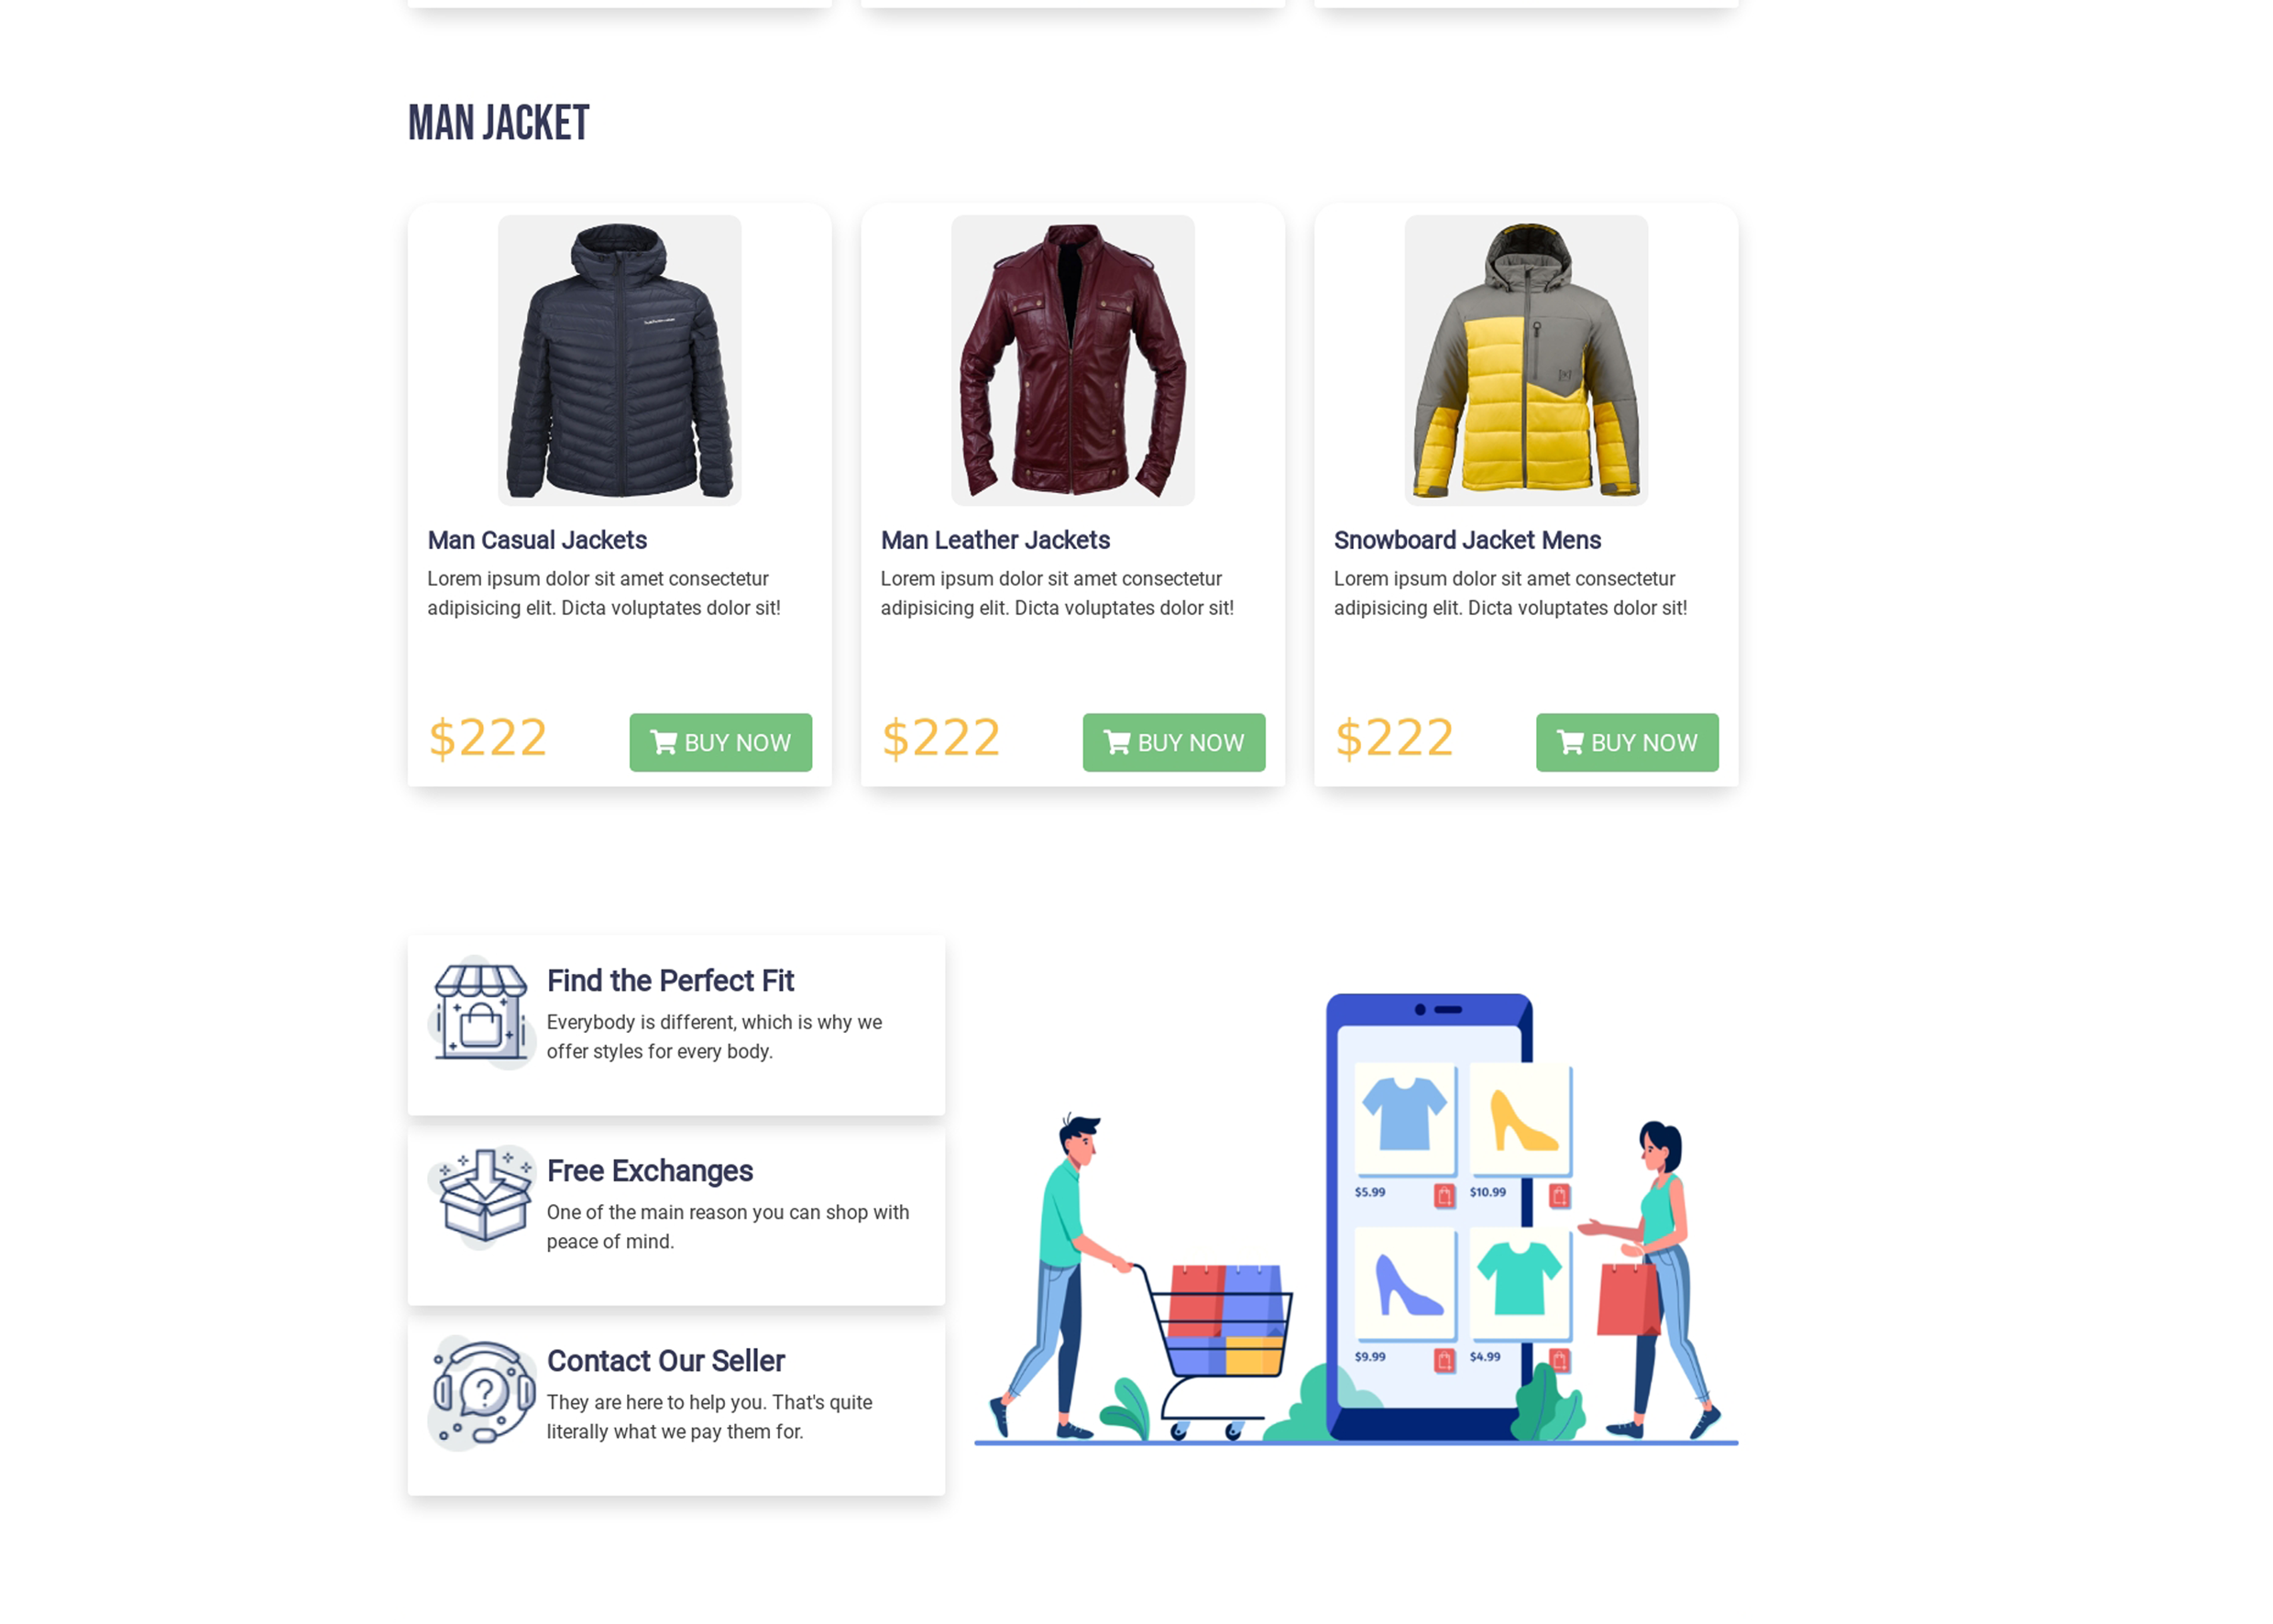 MAN JACKET
Man Casual Jackets
Lorem ipsum dolor sit amet consectetur
adipisicing elit. Dicta voluptates dolor sit!
$222
BUY NOW
Man Leather Jackets
Lorem ipsum dolor sit amet consectetur
adipisicing elit. Dicta voluptates dolor sit!
$222
BUY NOW
Snowboard Jacket Mens
Lorem ipsum dolor sit amet consectetur
adipisicing elit. Dicta voluptates dolor sit!
$222
BUY NOW
Find the Perfect Fit
Everybody is different, which is why we
offer styles for every body.
Free Exchanges
One of the main reason you can shop with
peace of mind.
Contact Our Seller
They are here to help you. That's quite
literally what we pay them for.
?
$5.99
$10.99
$9.99
$4.99